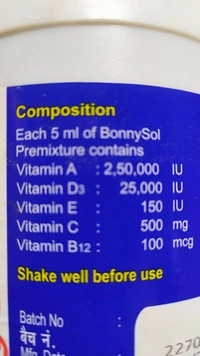 Composition
Each 5 ml of BonnySol
Premixture contains
Vitamin A : 2,50,000 IU
Vitamin D3 : 25,000 IU
Vitamin E : 150 IU
Vitamin C : 500 mg
Vitamin B12 : 100 mcg
Shake well before use
Batch No :
बैच नं.
2270